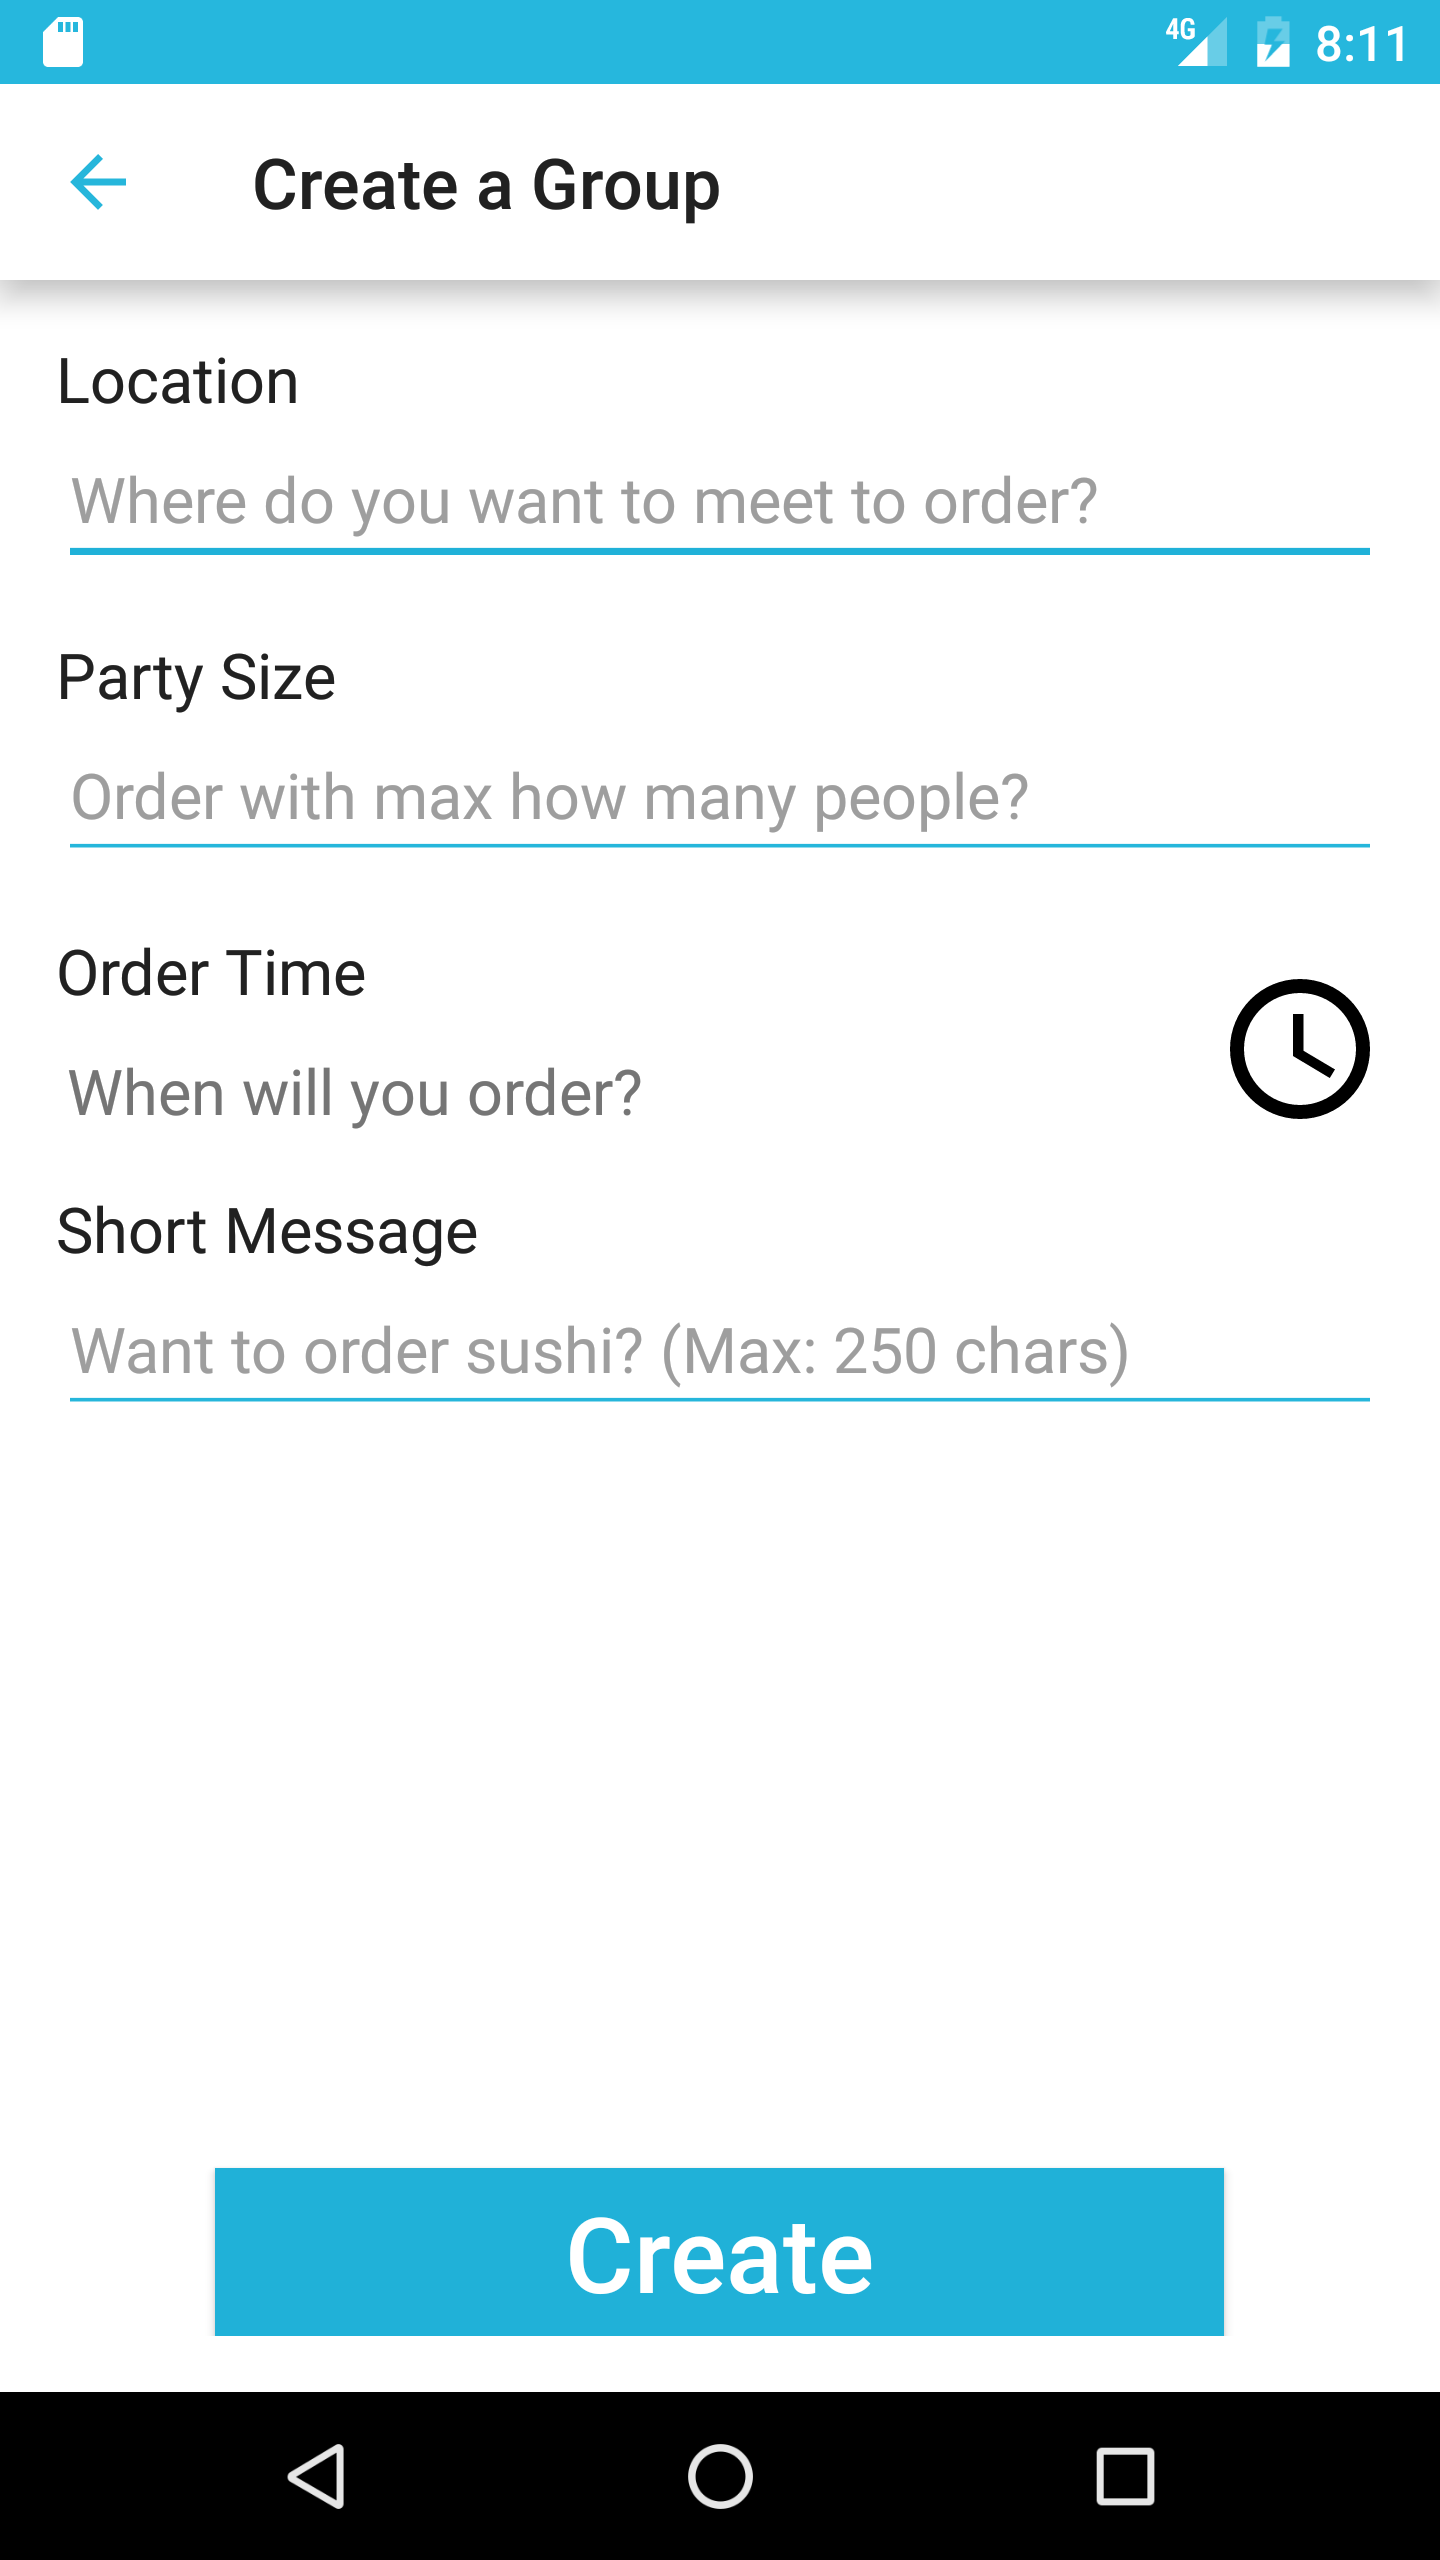 4G 8:11
Create a Group
Location
Where do you want to meet to order?
Party Size
Order with max how many people?
Order Time
When will you order?
Short Message
Want to order sushi? (Max: 250 chars)
Create